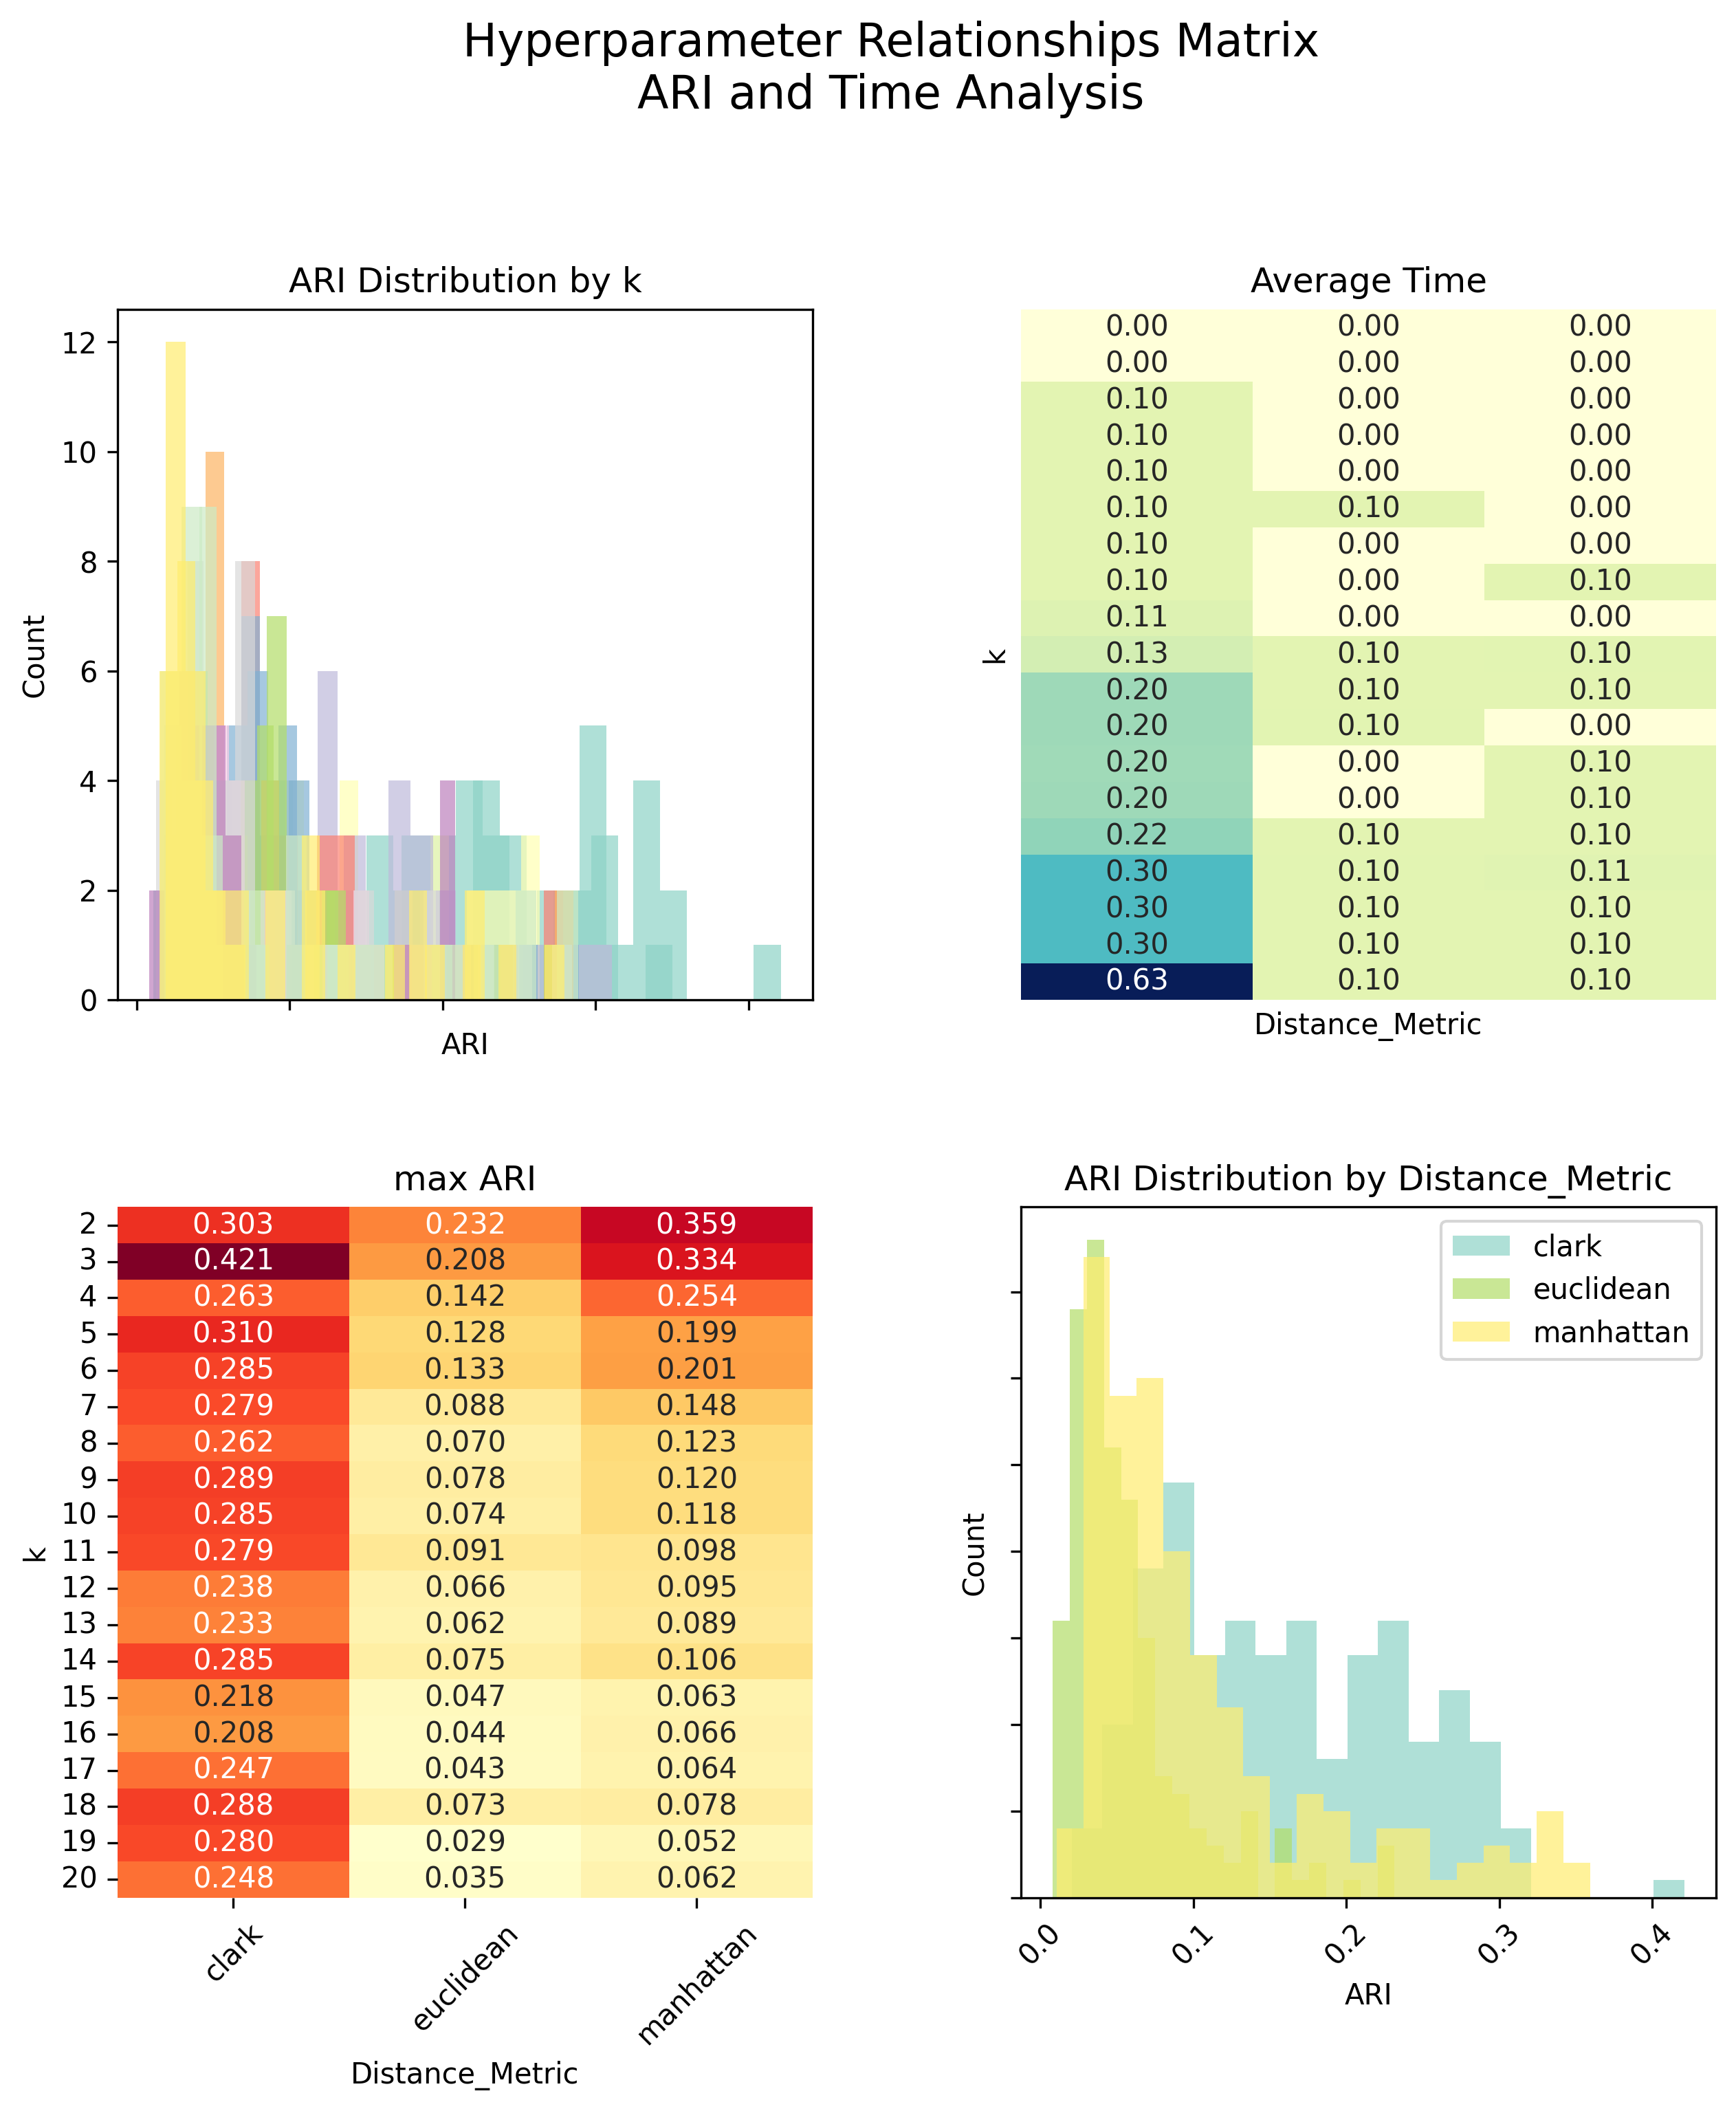 Hyperparameter Relationships Matrix
ARI and Time Analysis
ARI Distribution by k
12
10
8
6
4
2
0
Count
ARI
Average Time
0.00 0.00 0.00
0.00 0.00 0.00
0.10 0.00 0.00
0.10 0.00 0.00
0.10 0.00 0.00
0.10 0.10 0.00
0.10 0.00 0.00
0.10 0.00 0.10
0.11 0.00 0.00
0.13 0.10 0.10
0.20 0.10 0.10
0.20 0.10 0.00
0.20 0.00 0.10
0.20 0.00 0.10
0.22 0.10 0.10
0.30 0.10 0.11
0.30 0.10 0.10
0.30 0.10 0.10
0.63 0.10 0.10
k
Distance_Metric
max ARI
2 0.303 0.232 0.359
3 0.421 0.208 0.334
4 0.263 0.142 0.254
5 0.310 0.128 0.199
6 0.285 0.133 0.201
7 0.279 0.088 0.148
8 0.262 0.070 0.123
9 0.289 0.078 0.120
10 0.285 0.074 0.118
11 0.279 0.091 0.098
12 0.238 0.066 0.095
13 0.233 0.062 0.089
14 0.285 0.075 0.106
15 0.218 0.047 0.063
16 0.208 0.044 0.066
17 0.247 0.043 0.064
18 0.288 0.073 0.078
19 0.280 0.029 0.052
20 0.248 0.035 0.062
k
clark euclidean manhattan
Distance_Metric
ARI Distribution by Distance_Metric
clark
euclidean
manhattan
Count
0.0 0.1 0.2 0.3 0.4
ARI